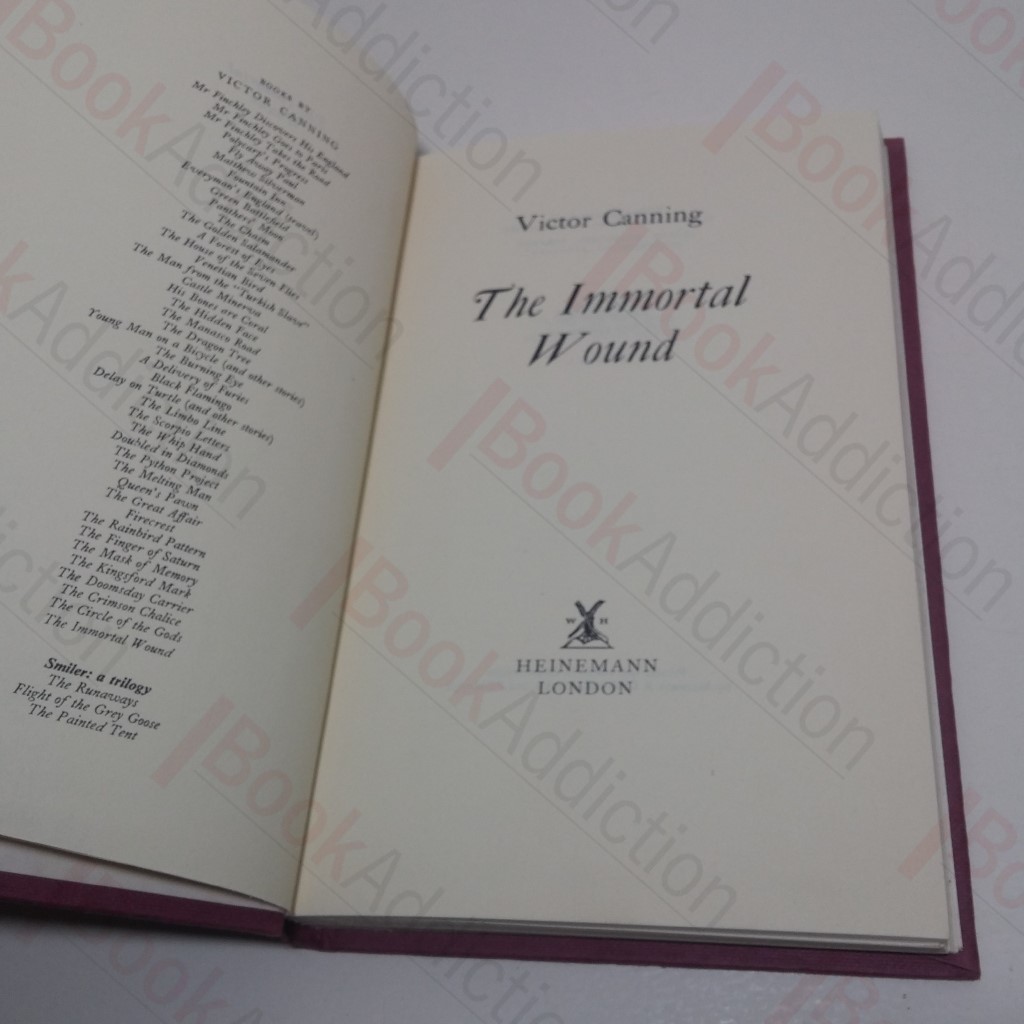 BOOKS BY
VICTOR CANNING
Mr Finchley Discovers His England
Mr Finchley Goes to Paris
Mr Finchley Takes the Road
Polycarp's Progress
Fly Away Paul
Matthew Silverman
Fountain Inn
Everyman's England (travel)
Green Battlefield
Panthers' Moon
The Chasm
The Golden Salamander
A Forest of Eyes
The House of the Seven Flies
Venetian Bird
The Man from the "Turkish Slave"
Castle Minerva
His Bones are Coral
The Hidden Face
The Manasco Road
The Dragon Tree
Young Man on a Bicycle (and other stories)
The Burning Eye
A Delivery of Furies
Black Flamingo
Delay on Turtle (and other stories)
The Limbo Line
The Scorpio Letters
The Whip Hand
Doubled in Diamonds
The Python Project
The Melting Man
Queen's Pawn
The Great Affair
Firecrest
The Rainbird Pattern
The Finger of Saturn
The Mask of Memory
The Kingsford Mark
The Doomsday Carrier
The Crimson Chalice
The Circle of the Gods
The Immortal Wound
Smiler: a trilogy
The Runaways
Flight of the Grey Goose
The Painted Tent
Victor Canning
The Immortal
Wound
W H
HEINEMANN
LONDON
BookAddiction
BookAddiction
BookAddiction
BookAddiction
BookAddiction
BookAddiction